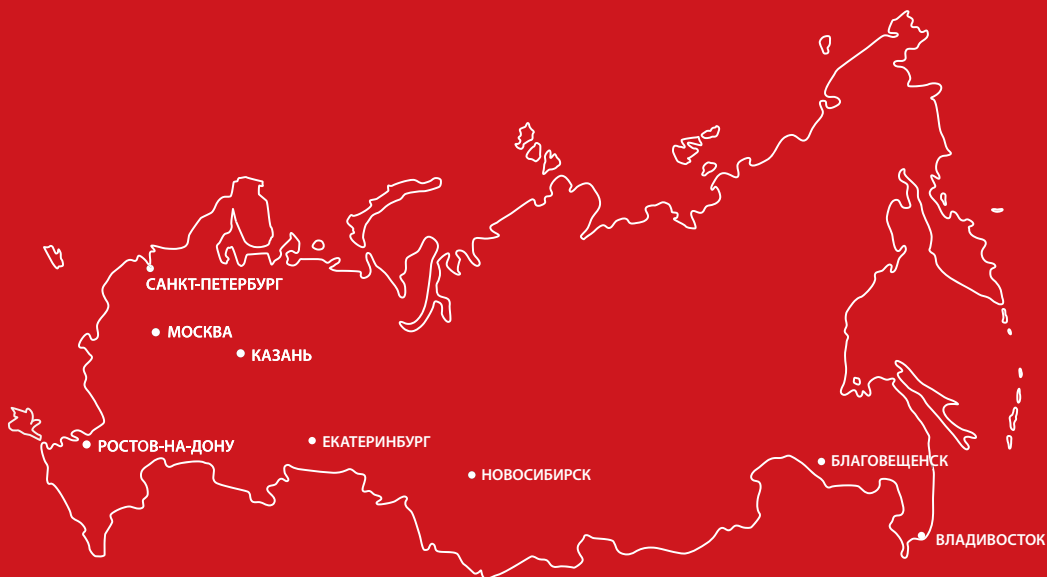 САНКТ-ПЕТЕРБУРГ
МОСКВА
КАЗАНЬ
РОСТОВ-НА-ДОНУ
ЕКАТЕРИНБУРГ
НОВОСИБИРСК
БЛАГОВЕЩЕНСК
ВЛАДИВОСТОК